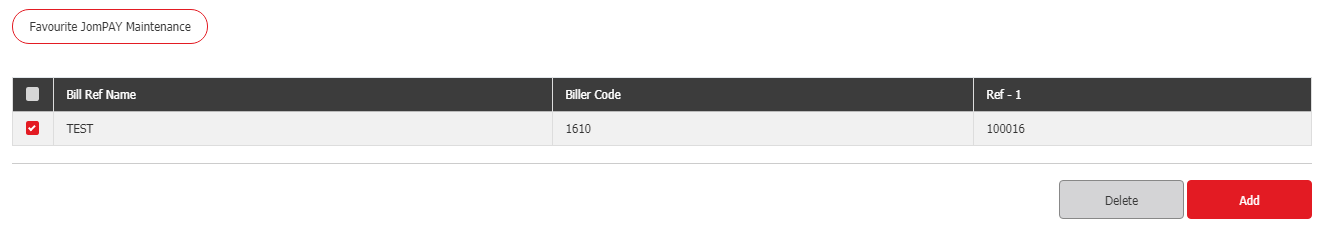 Favourite JomPAY Maintenance
Bill Ref Name Biller Code Ref - 1
TEST 1610 100016
Delete Add